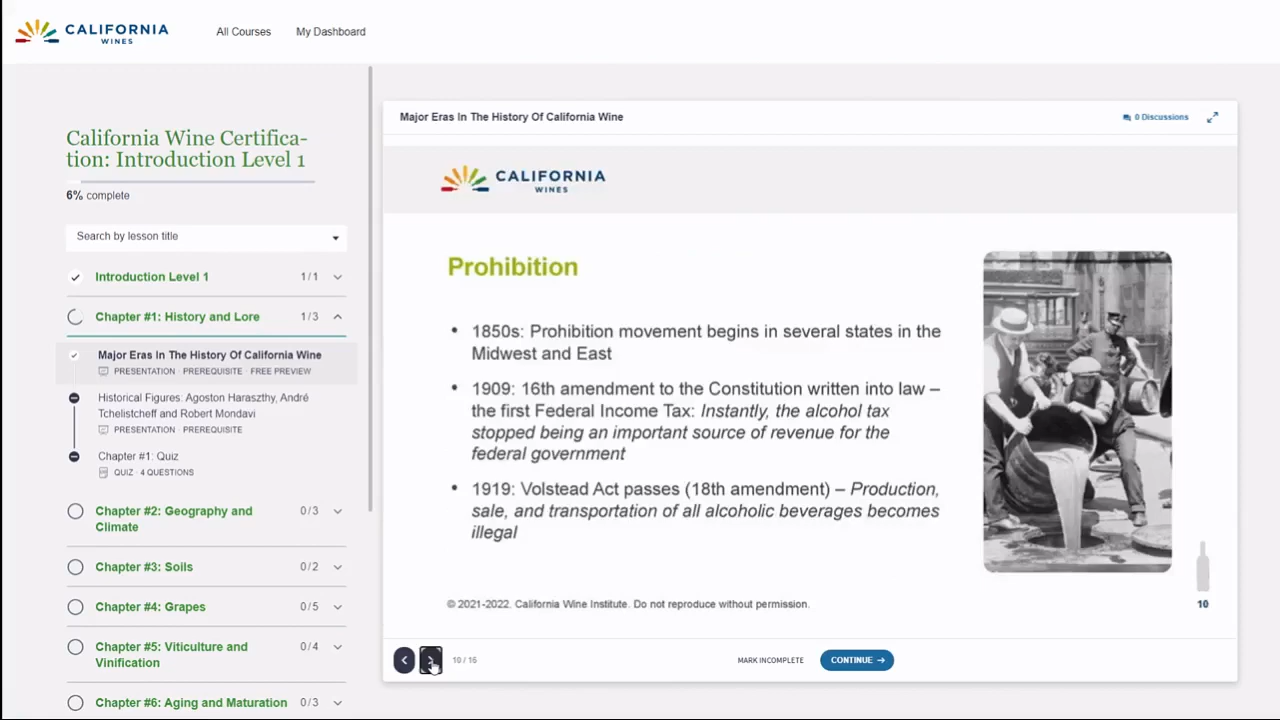 CALIFORNIA
WINES
All Courses
My Dashboard
California Wine Certifica-
tion: Introduction Level 1
6% complete
Search by lesson title
Introduction Level 1 1 / 1
Chapter #1: History and Lore 1 / 3
Major Eras In The History Of California Wine
PRESENTATION · PREREQUISITE · FREE PREVIEW
Historical Figures: Agoston Haraszthy, André
Tchelistcheff and Robert Mondavi
PRESENTATION · PREREQUISITE
Chapter #1: Quiz
QUIZ · 4 QUESTIONS
Chapter #2: Geography and 0 / 3
Climate
Chapter #3: Soils 0 / 2
Chapter #4: Grapes 0 / 5
Chapter #5: Viticulture and 0 / 4
Vinification
Chapter #6: Aging and Maturation 0 / 3
Major Eras In The History Of California Wine
0 Discussions
CALIFORNIA
WINES
Prohibition
• 1850s: Prohibition movement begins in several states in the
Midwest and East
• 1909: 16th amendment to the Constitution written into law –
the first Federal Income Tax: Instantly, the alcohol tax
stopped being an important source of revenue for the
federal government
• 1919: Volstead Act passes (18th amendment) – Production,
sale, and transportation of all alcoholic beverages becomes
illegal
© 2021-2022. California Wine Institute. Do not reproduce without permission.
10
10 / 16
MARK INCOMPLETE
CONTINUE →